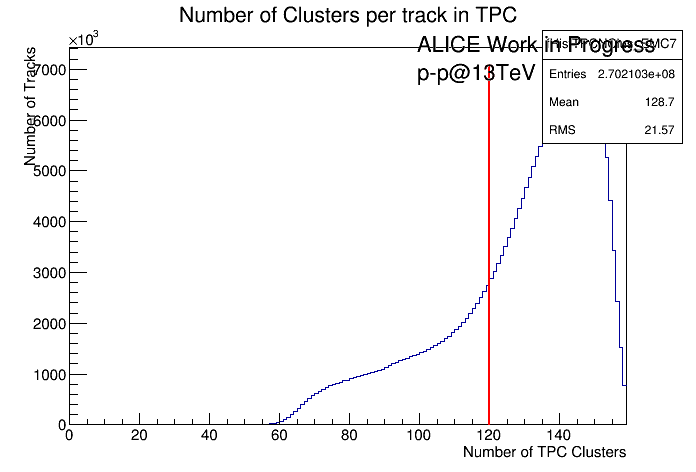 Number of Clusters per track in TPC
×10³
ALICE Work in Progress
p-p@13TeV
Entries 2.702103e+08
Mean 128.7
RMS 21.57
Number of Tracks
7000
6000
5000
4000
3000
2000
1000
0
0 20 40 60 80 100 120 140
Number of TPC Clusters